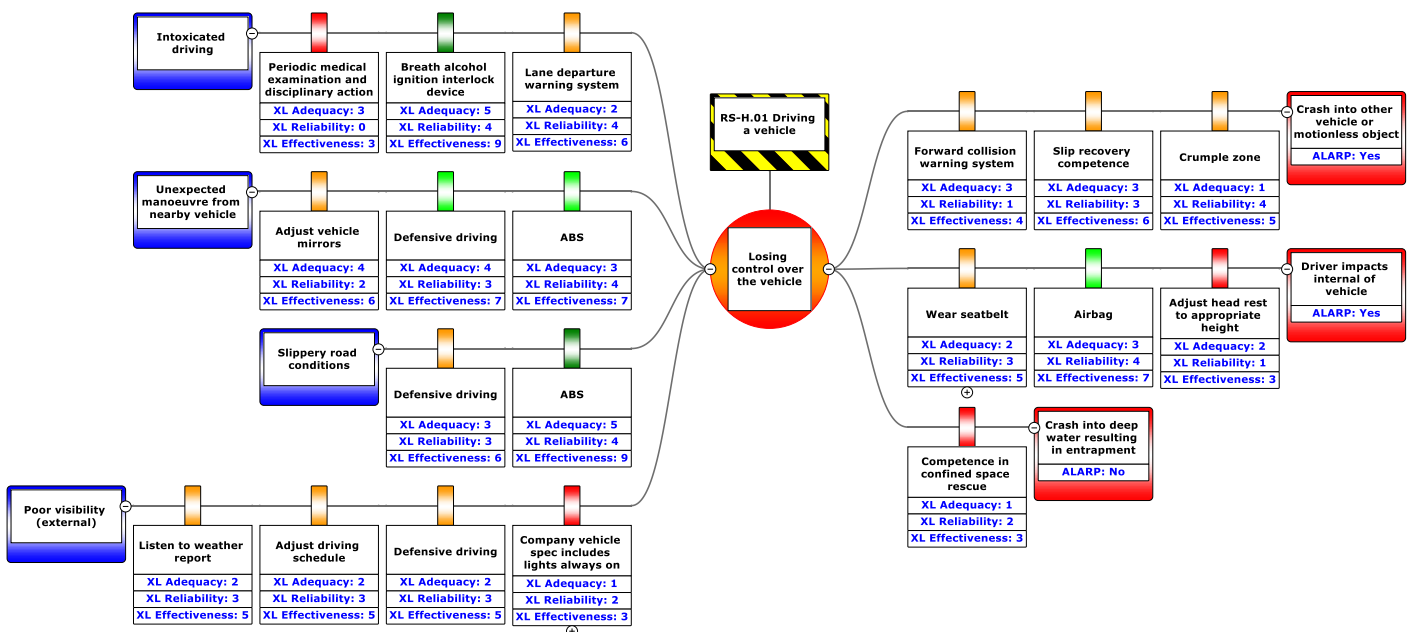 Intoxicated
driving
Periodic medical
examination and
disciplinary action
XL Adequacy: 3
XL Reliability: 0
XL Effectiveness: 3
Breath alcohol
ignition interlock
device
XL Adequacy: 5
XL Reliability: 4
XL Effectiveness: 9
Lane departure
warning system
XL Adequacy: 2
XL Reliability: 4
XL Effectiveness: 6
Unexpected
manoeuvre from
nearby vehicle
Adjust vehicle
mirrors
XL Adequacy: 4
XL Reliability: 2
XL Effectiveness: 6
Defensive driving
XL Adequacy: 4
XL Reliability: 3
XL Effectiveness: 7
ABS
XL Adequacy: 3
XL Reliability: 4
XL Effectiveness: 7
Slippery road
conditions
Defensive driving
XL Adequacy: 3
XL Reliability: 3
XL Effectiveness: 6
ABS
XL Adequacy: 5
XL Reliability: 4
XL Effectiveness: 9
Poor visibility
(external)
Listen to weather
report
XL Adequacy: 2
XL Reliability: 3
XL Effectiveness: 5
Adjust driving
schedule
XL Adequacy: 2
XL Reliability: 3
XL Effectiveness: 5
Defensive driving
XL Adequacy: 2
XL Reliability: 3
XL Effectiveness: 5
Company vehicle
spec includes
lights always on
XL Adequacy: 1
XL Reliability: 2
XL Effectiveness: 3
RS-H.01 Driving
a vehicle
Losing
control over
the vehicle
Forward collision
warning system
XL Adequacy: 3
XL Reliability: 1
XL Effectiveness: 4
Slip recovery
competence
XL Adequacy: 3
XL Reliability: 3
XL Effectiveness: 6
Crumple zone
XL Adequacy: 1
XL Reliability: 4
XL Effectiveness: 5
Crash into other
vehicle or
motionless object
ALARP: Yes
Wear seatbelt
XL Adequacy: 2
XL Reliability: 3
XL Effectiveness: 5
Airbag
XL Adequacy: 3
XL Reliability: 4
XL Effectiveness: 7
Adjust head rest
to appropriate
height
XL Adequacy: 2
XL Reliability: 1
XL Effectiveness: 3
Driver impacts
internal of
vehicle
ALARP: Yes
Competence in
confined space
rescue
XL Adequacy: 1
XL Reliability: 2
XL Effectiveness: 3
Crash into deep
water resulting
in entrapment
ALARP: No